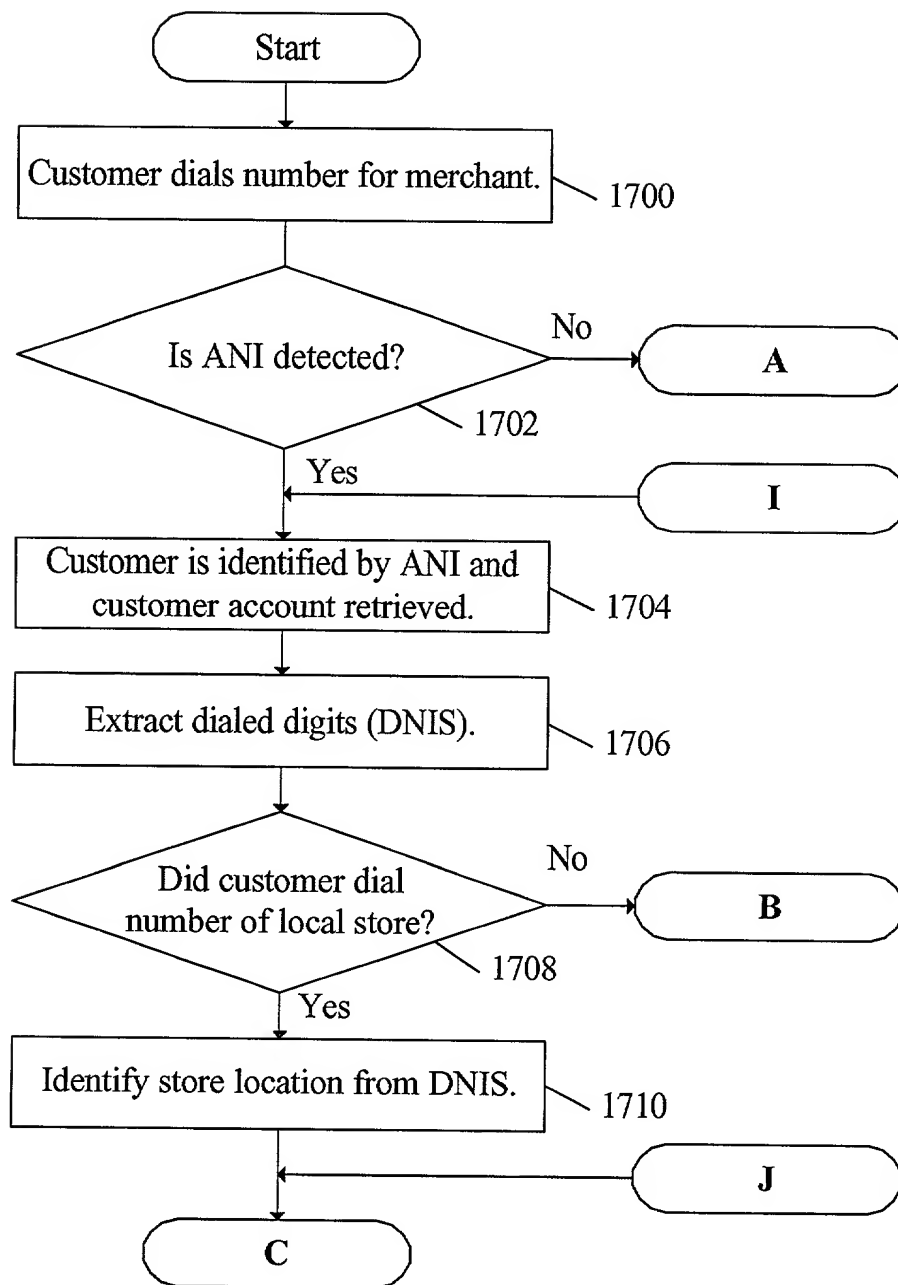 Start
Customer dials number for merchant.
1700
Is ANI detected?
No
A
1702
Yes
I
Customer is identified by ANI and
customer account retrieved.
1704
Extract dialed digits (DNIS).
1706
Did customer dial
number of local store?
No
B
1708
Yes
Identify store location from DNIS.
1710
J
C